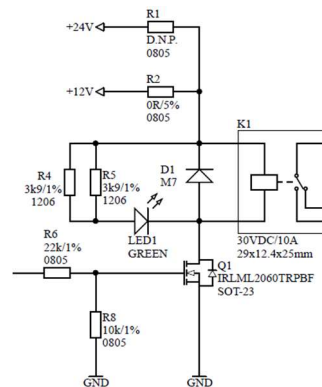 R1
+24V
D.N.P.
0805
R2
+12V
0R/5%
0805
K1
R4
3k9/1%
1206
R5
3k9/1%
1206
D1
M7
LED1
GREEN
30VDC/10A
29x12.4x25mm
R6
22k/1%
0805
Q1
IRLML2060TRPBF
SOT-23
R8
10k/1%
0805
GND
GND